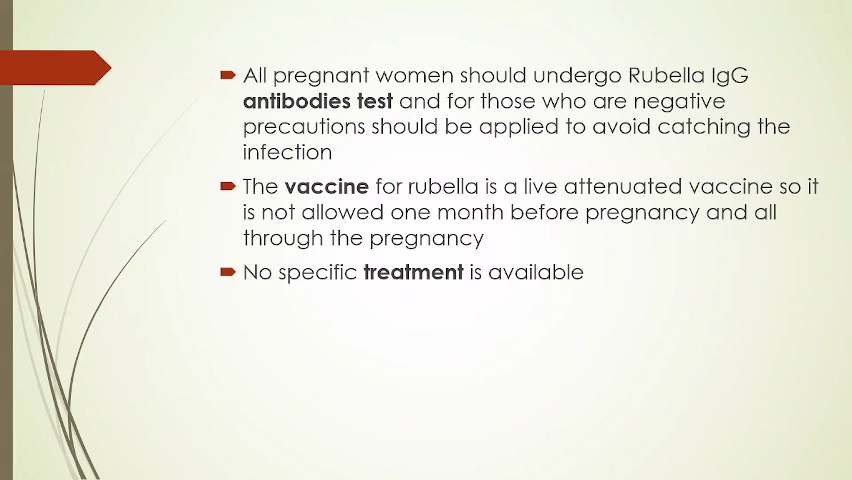 All pregnant women should undergo Rubella IgG
antibodies test and for those who are negative
precautions should be applied to avoid catching the
infection
The vaccine for rubella is a live attenuated vaccine so it
is not allowed one month before pregnancy and all
through the pregnancy
No specific treatment is available